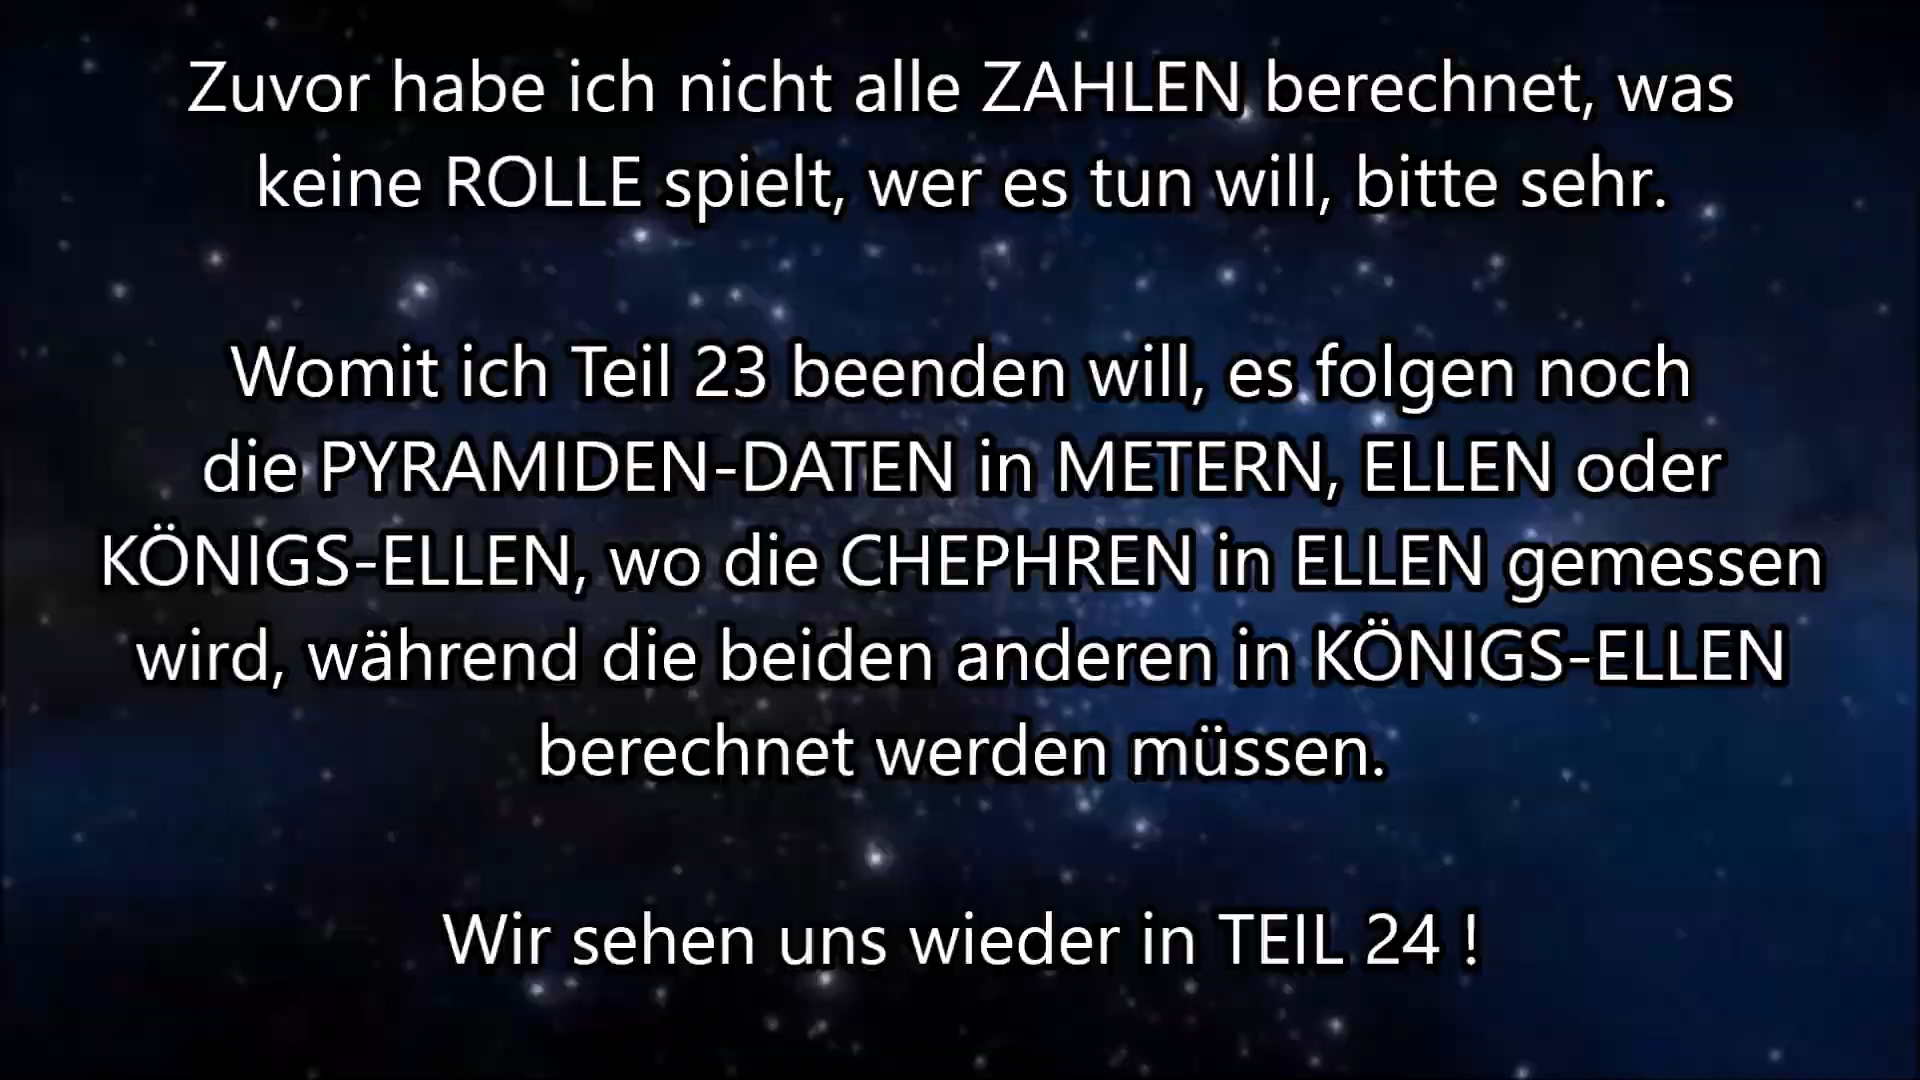 Zuvor habe ich nicht alle ZAHLEN berechnet, was
keine ROLLE spielt, wer es tun will, bitte sehr.
Womit ich Teil 23 beenden will, es folgen noch
die PYRAMIDEN-DATEN in METERN, ELLEN oder
KÖNIGS-ELLEN, wo die CHEPHREN in ELLEN gemessen
wird, während die beiden anderen in KÖNIGS-ELLEN
berechnet werden müssen.
Wir sehen uns wieder in TEIL 24 !